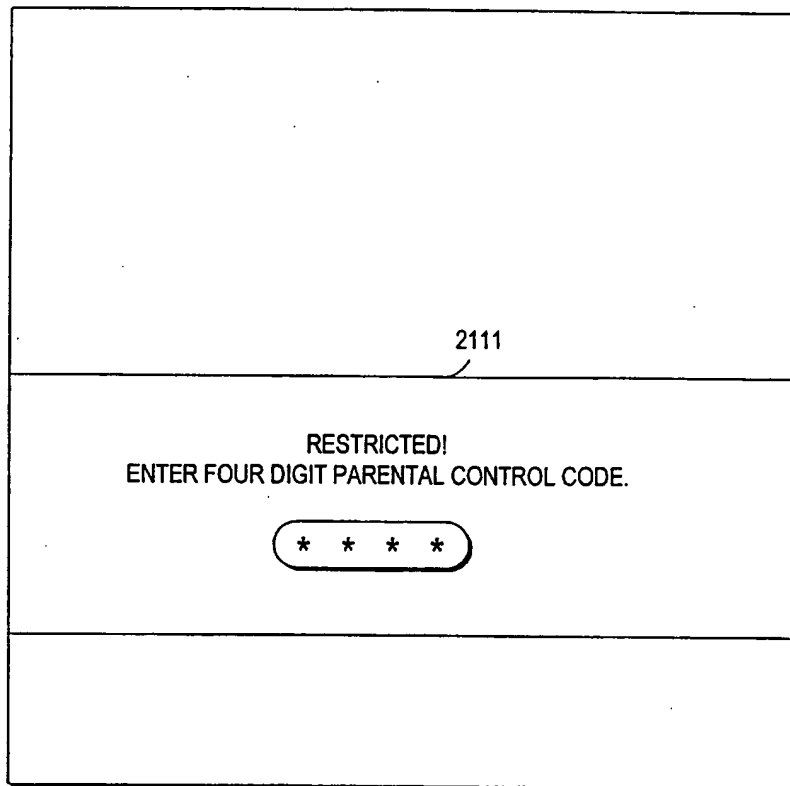 2111
RESTRICTED!
ENTER FOUR DIGIT PARENTAL CONTROL CODE.
* * * *